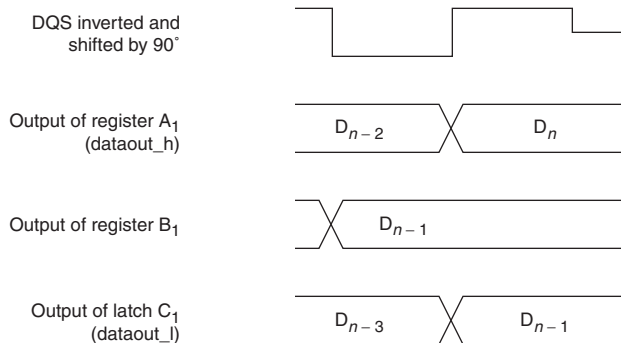 DQS inverted and
shifted by 90˚
Output of register A1
(dataout_h)
Dn − 2
Dn
Output of register B1
Dn − 1
Output of latch C1
(dataout_l)
Dn − 3
Dn − 1